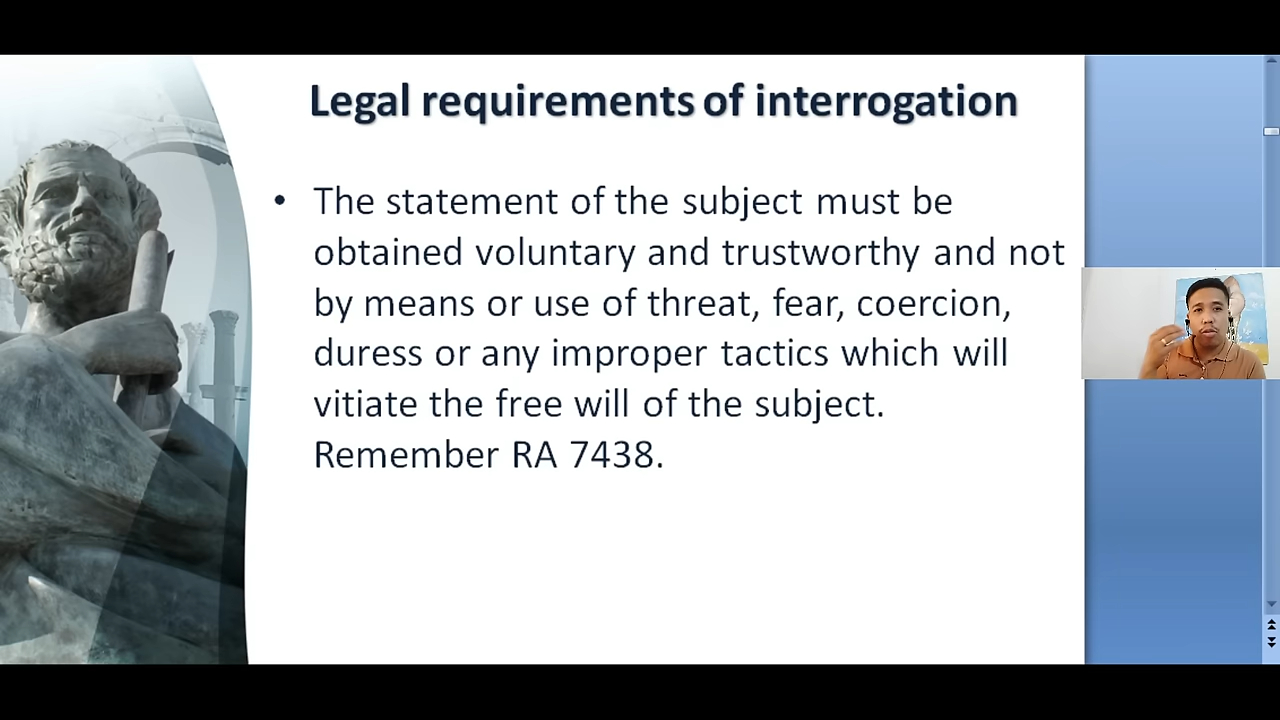 Legal requirements of interrogation
• The statement of the subject must be
obtained voluntary and trustworthy and not
by means or use of threat, fear, coercion,
duress or any improper tactics which will
vitiate the free will of the subject.
Remember RA 7438.